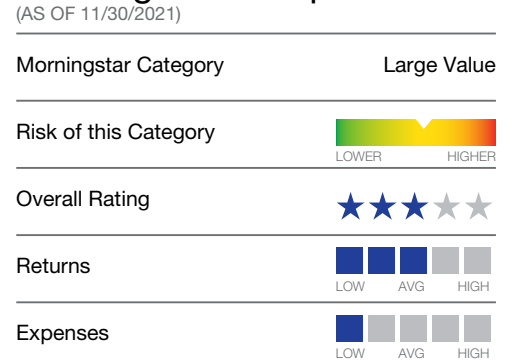 (AS OF 11/30/2021)
Morningstar Category Large Value
Risk of this Category
LOWER HIGHER
Overall Rating
Returns
LOW AVG HIGH
Expenses
LOW AVG HIGH